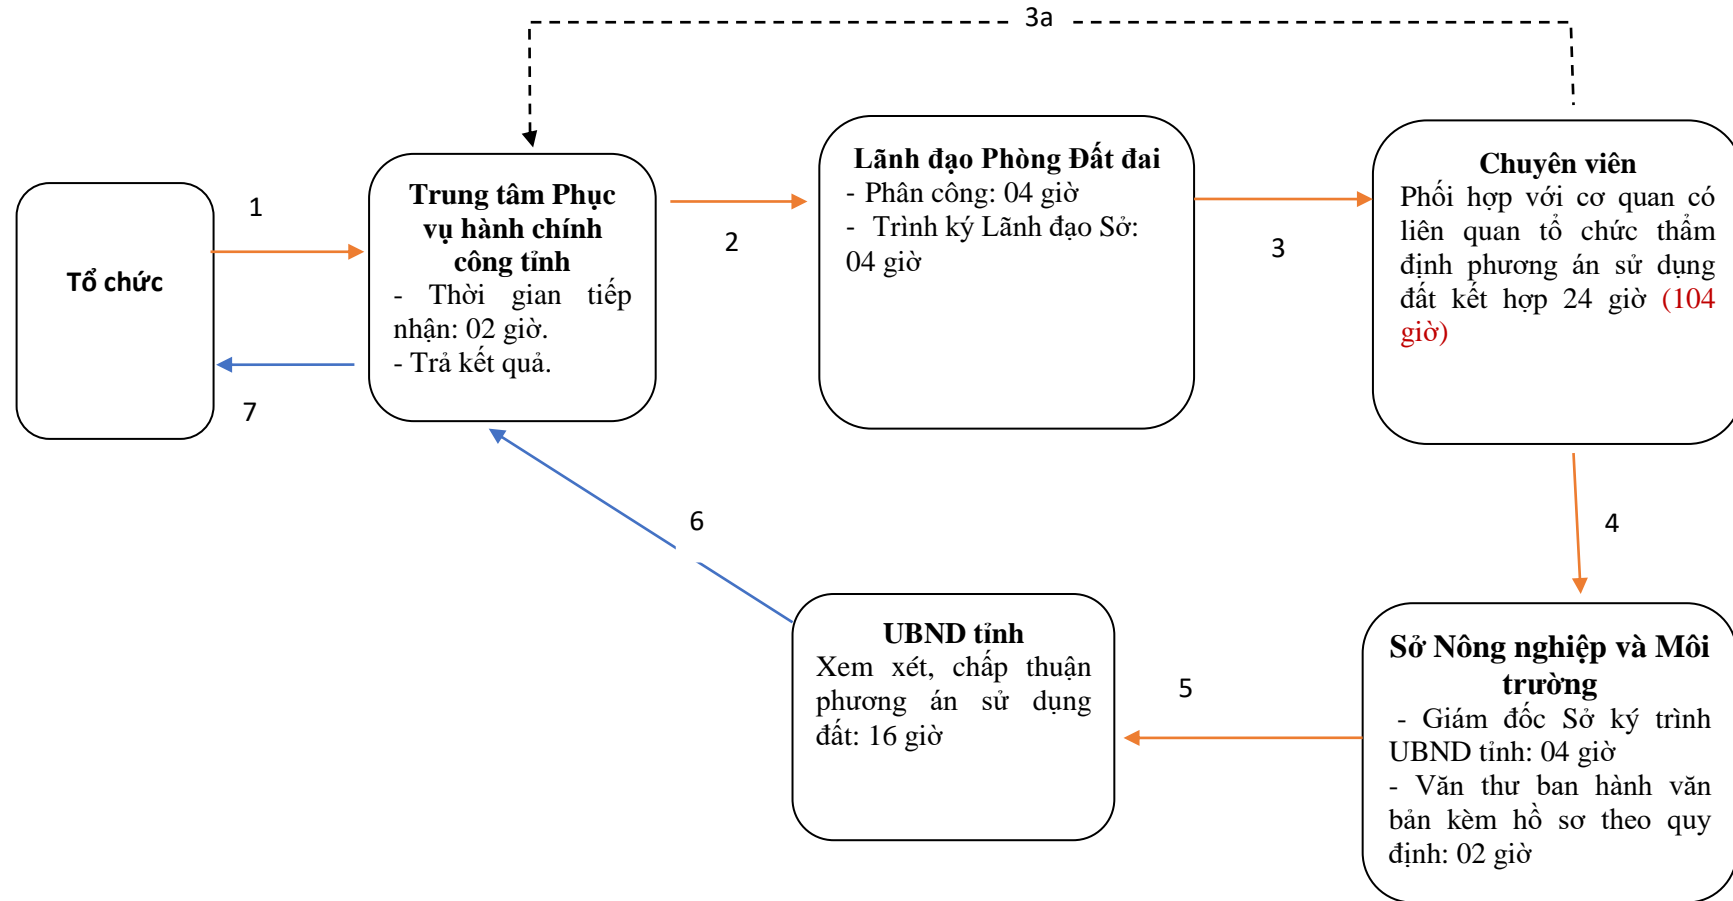 3a
Tổ chức
1
7
Trung tâm Phục
vụ hành chính
công tỉnh
- Thời gian tiếp
nhận: 02 giờ.
- Trả kết quả.
2
Lãnh đạo Phòng Đất đai
- Phân công: 04 giờ
- Trình ký Lãnh đạo Sở:
04 giờ
3
Chuyên viên
Phối hợp với cơ quan có
liên quan tổ chức thẩm
định phương án sử dụng
đất kết hợp 24 giờ (104
giờ)
4
6
UBND tỉnh
Xem xét, chấp thuận
phương án sử dụng
đất: 16 giờ
5
Sở Nông nghiệp và Môi
trường
- Giám đốc Sở ký trình
UBND tỉnh: 04 giờ
- Văn thư ban hành văn
bản kèm hồ sơ theo quy
định: 02 giờ